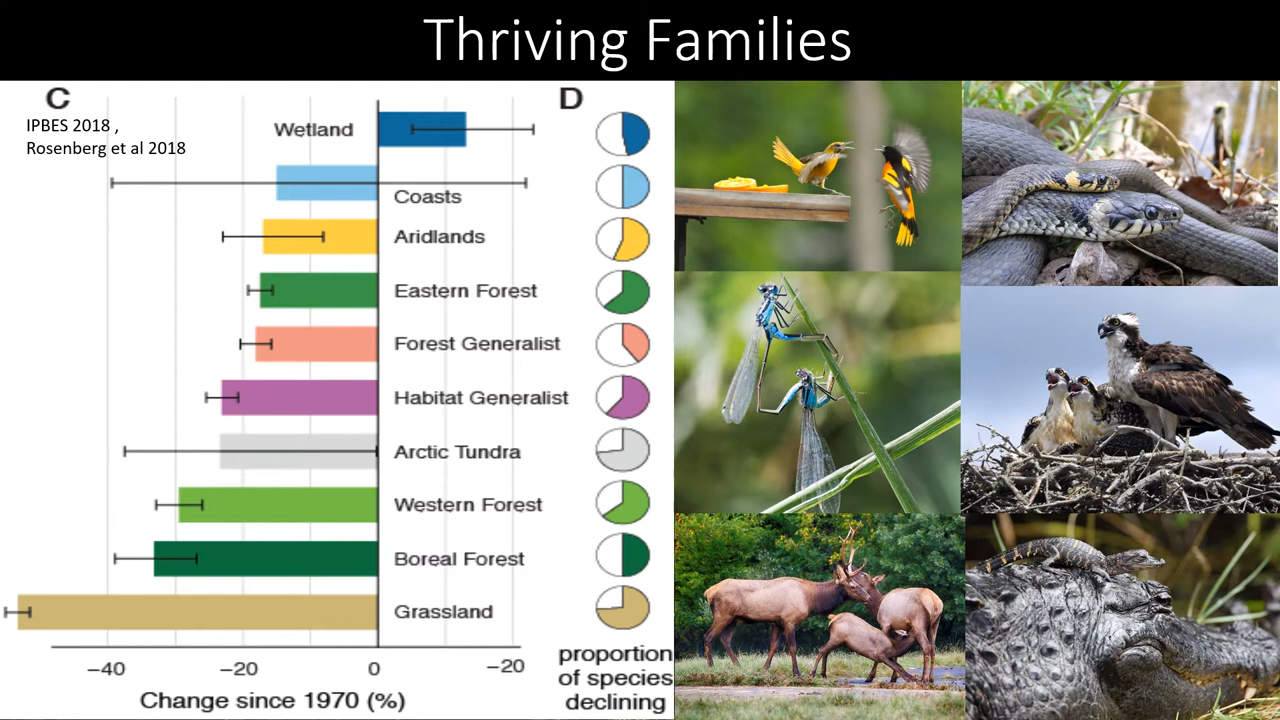 Thriving Families
C
D
IPBES 2018 ,
Rosenberg et al 2018
Wetland
Coasts
Aridlands
Eastern Forest
Forest Generalist
Habitat Generalist
Arctic Tundra
Western Forest
Boreal Forest
Grassland
−40
−20
0
−20
Change since 1970 (%)
proportion
of species
declining